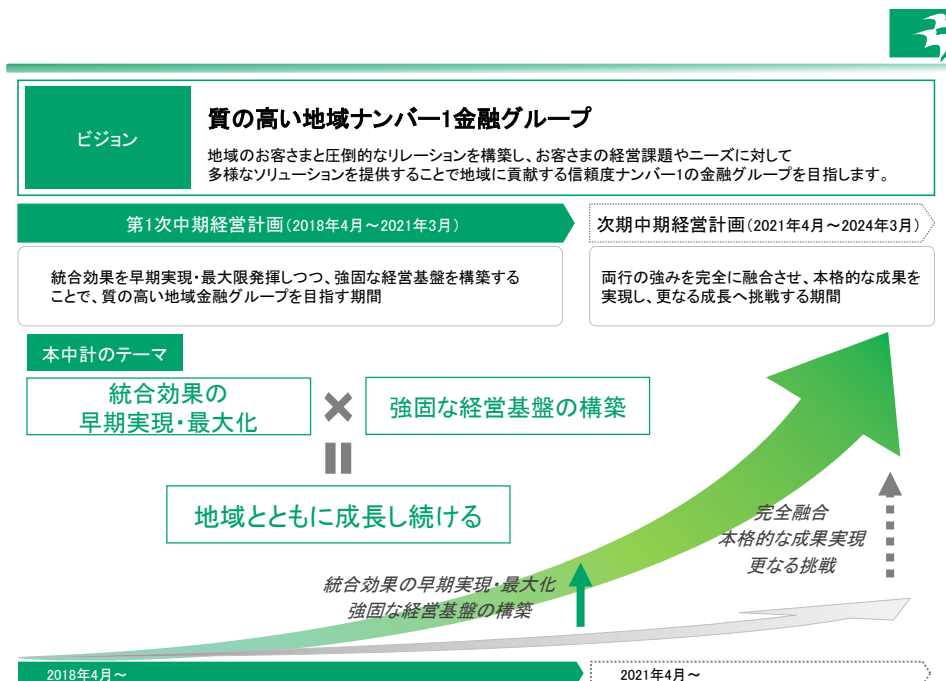 ビジョン
質の高い地域ナンバー1金融グループ
地域のお客さまと圧倒的なリレーションを構築し、お客さまの経営課題やニーズに対して
多様なソリューションを提供することで地域に貢献する信頼度ナンバー1の金融グループを目指します。
第1次中期経営計画(2018年4月～2021年3月)
次期中期経営計画(2021年4月～2024年3月)
統合効果を早期実現・最大限発揮しつつ、強固な経営基盤を構築する
ことで、質の高い地域金融グループを目指す期間
両行の強みを完全に融合させ、本格的な成果を
実現し、更なる成長へ挑戦する期間
本中計のテーマ
統合効果の
早期実現・最大化
強固な経営基盤の構築
地域とともに成長し続ける
完全融合
本格的な成果実現
更なる挑戦
統合効果の早期実現・最大化
強固な経営基盤の構築
2018年4月～
2021年4月～